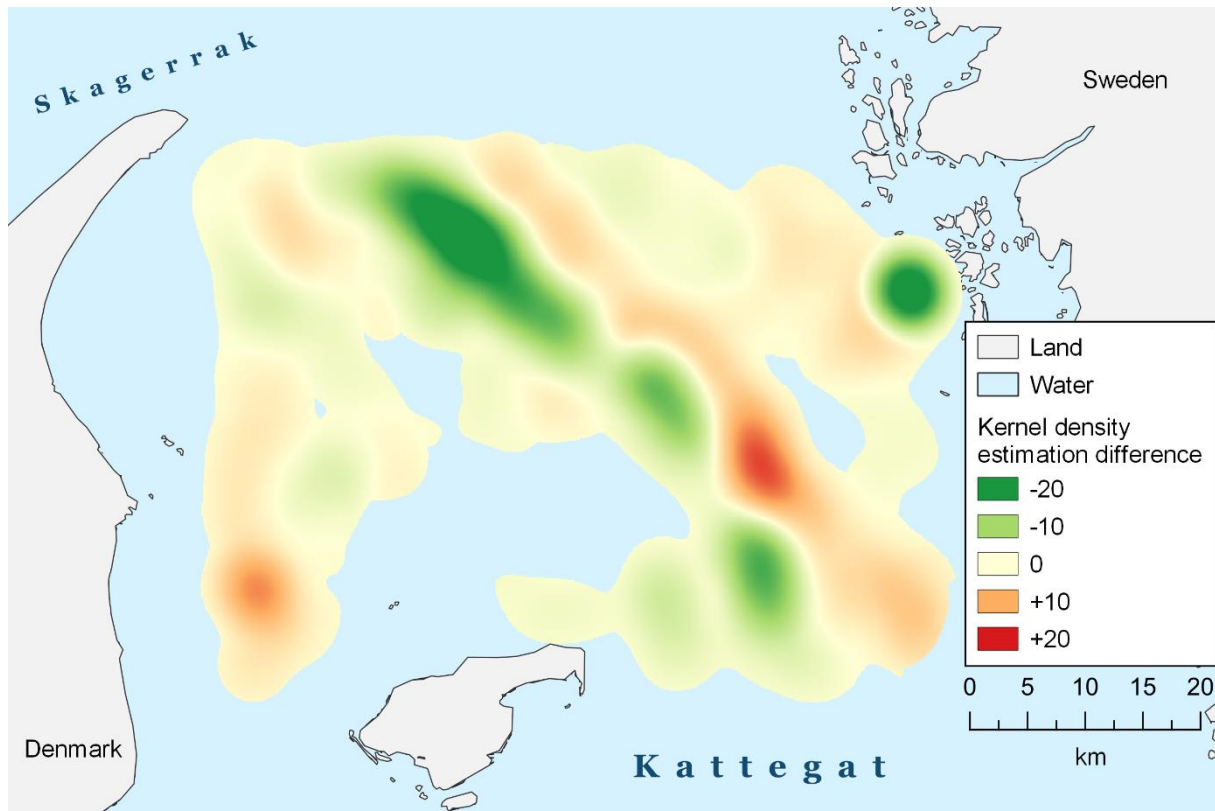 Skagerrak
Sweden
Land
Water
Kernel density
estimation difference
-20
-10
0
+10
+20
0 5 10 15 20
km
Denmark
Kattegat